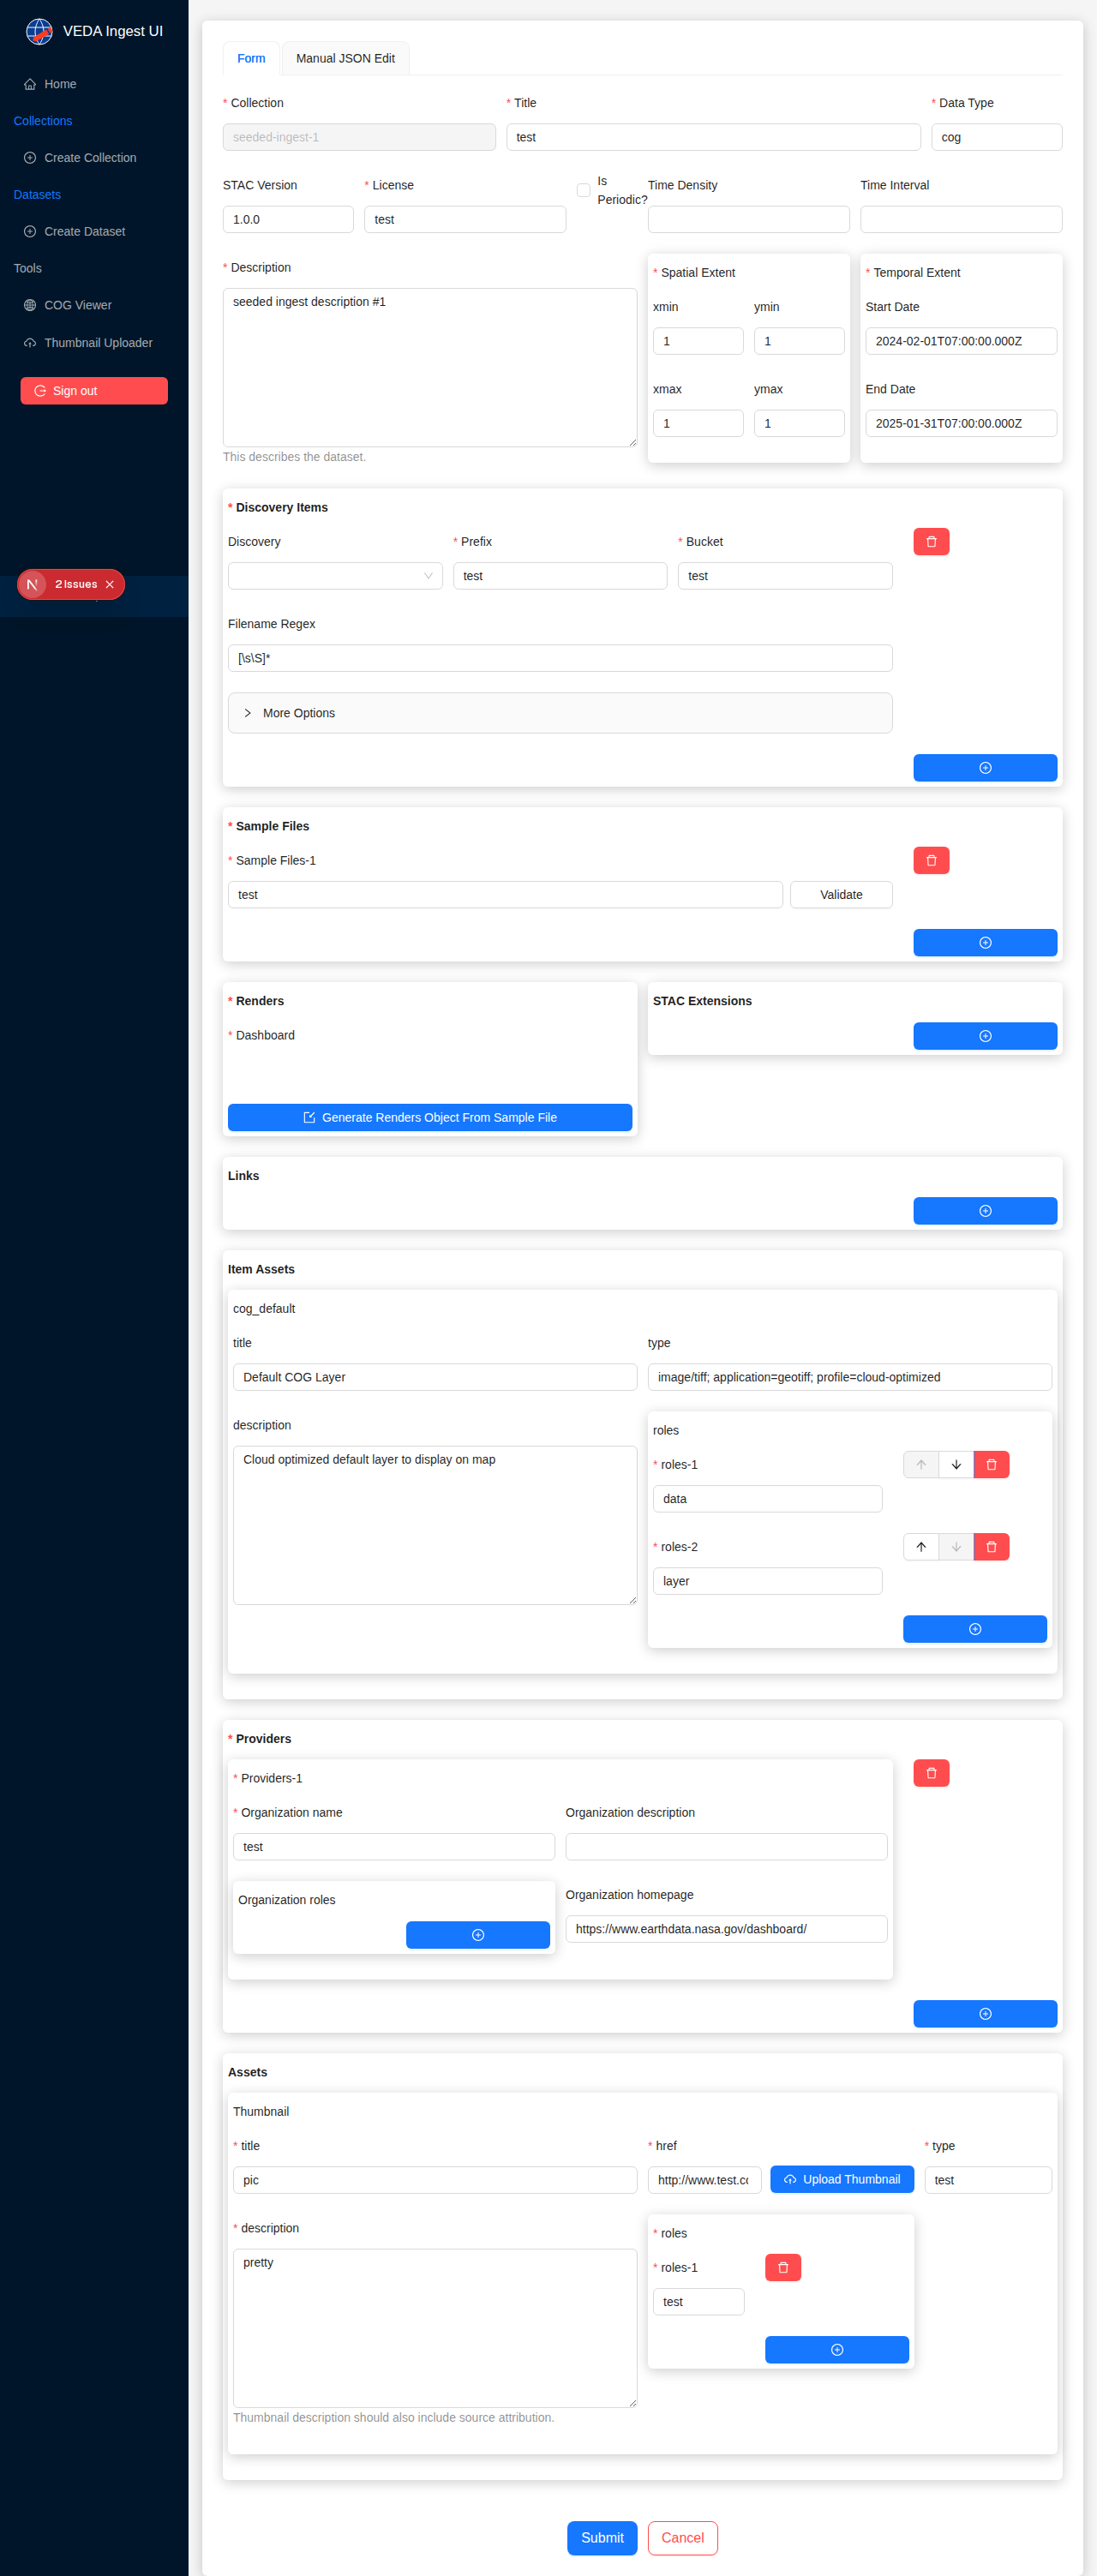 VEDA Ingest UI
Home
Collections
Create Collection
Datasets
Create Dataset
Tools
COG Viewer
Thumbnail Uploader
Sign out
2 Issues
Form
Manual JSON Edit
* Collection
* Title
* Data Type
seeded-ingest-1
test
cog
STAC Version
* License
Is Periodic?
Time Density
Time Interval
1.0.0
test
* Description
seeded ingest description #1
This describes the dataset.
* Spatial Extent
xmin
ymin
1
1
xmax
ymax
1
1
* Temporal Extent
Start Date
2024-02-01T07:00:00.000Z
End Date
2025-01-31T07:00:00.000Z
* Discovery Items
Discovery
* Prefix
* Bucket
test
test
Filename Regex
[\s\S]*
More Options
* Sample Files
* Sample Files-1
test
Validate
* Renders
* Dashboard
Generate Renders Object From Sample File
STAC Extensions
Links
Item Assets
cog_default
title
type
Default COG Layer
image/tiff; application=geotiff; profile=cloud-optimized
description
Cloud optimized default layer to display on map
roles
* roles-1
data
* roles-2
layer
* Providers
* Providers-1
* Organization name
Organization description
test
Organization roles
Organization homepage
https://www.earthdata.nasa.gov/dashboard/
Assets
Thumbnail
* title
* href
* type
pic
http://www.test.cc
Upload Thumbnail
test
* description
pretty
Thumbnail description should also include source attribution.
* roles
* roles-1
test
Submit
Cancel